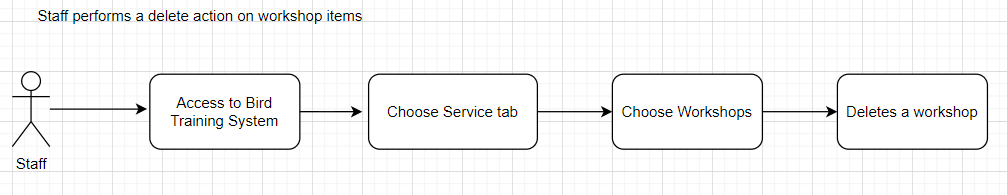 Staff performs a delete action on workshop items
Access to Bird
Training System
Choose Service tab
Choose Workshops
Deletes a workshop
Staff